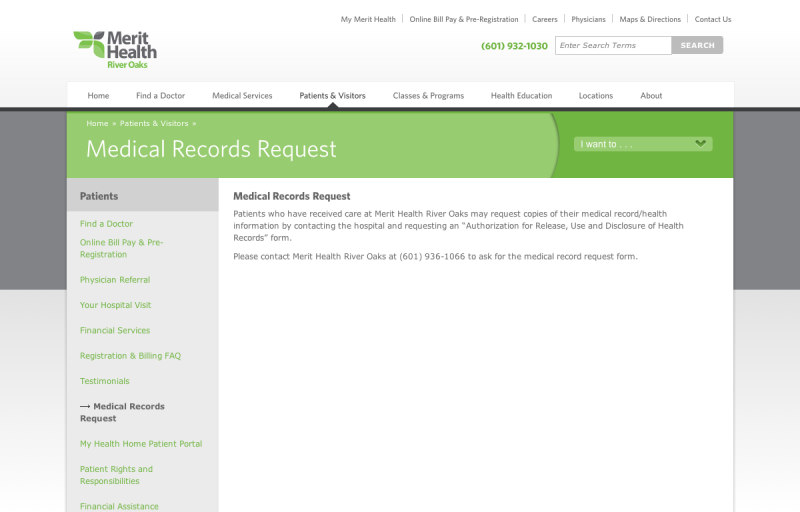 My Merit Health
Online Bill Pay & Pre-Registration
Careers
Physicians
Maps & Directions
Contact Us
Merit
Health
River Oaks
(601) 932-1030
Enter Search Terms
SEARCH
Home
Find a Doctor
Medical Services
Patients & Visitors
Classes & Programs
Health Education
Locations
About
Home » Patients & Visitors »
Medical Records Request
I want to . . .
Patients
Find a Doctor
Online Bill Pay & Pre-
Registration
Physician Referral
Your Hospital Visit
Financial Services
Registration & Billing FAQ
Testimonials
Medical Records
Request
My Health Home Patient Portal
Patient Rights and
Responsibilities
Financial Assistance
Medical Records Request
Patients who have received care at Merit Health River Oaks may request copies of their medical record/health
information by contacting the hospital and requesting an “Authorization for Release, Use and Disclosure of Health
Records” form.
Please contact Merit Health River Oaks at (601) 936-1066 to ask for the medical record request form.